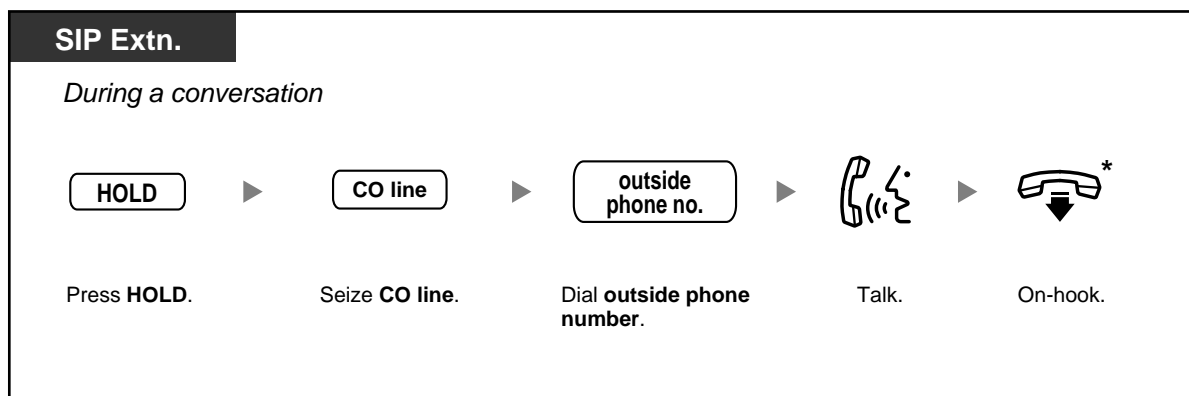 SIP Extn.
During a conversation
HOLD
CO line
outside
phone no.
*
Press HOLD.
Seize CO line.
Dial outside phone
number.
Talk.
On-hook.